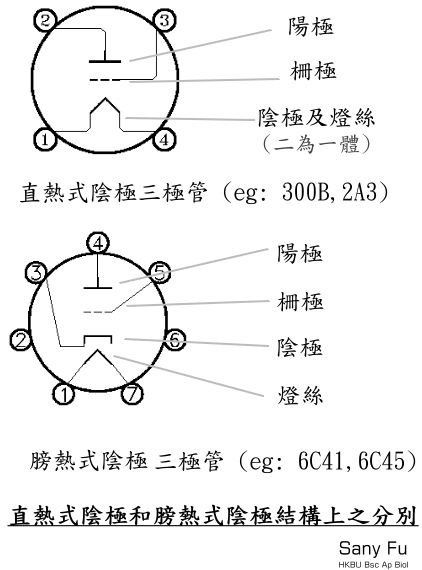 2 3
陽極
柵極
陰極及燈絲
(二為一體)
1 4
直熱式陰極三極管 (eg: 300B,2A3)
4
陽極
3 5
柵極
2 6
陰極
燈絲
1 7
膀熱式陰極 三極管 (eg: 6C41,6C45)
直熱式陰極和膀熱式陰極結構上之分別
Sany Fu
HKBU Bsc Ap Biol